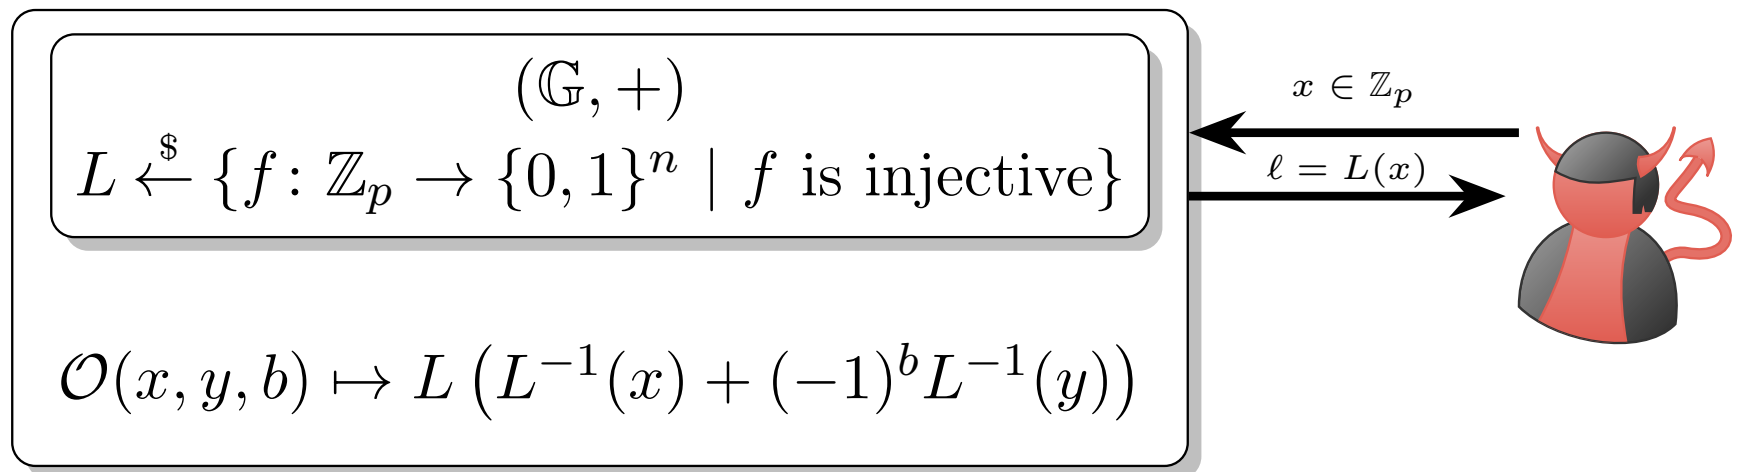 (𝔾, +)
L ←$ {f : ℤ_p → {0, 1}^n | f is injective}
𝒪(x, y, b) ↦ L (L^{−1}(x) + (−1)^b L^{−1}(y))
x ∈ ℤ_p
ℓ = L(x)